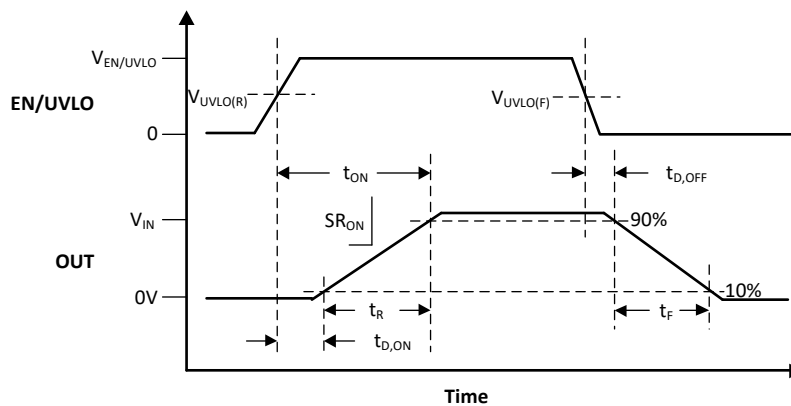 V_EN/UVLO
EN/UVLO
V_UVLO(R)
V_UVLO(F)
0
t_ON
t_D,OFF
V_IN
SR_ON
90%
OUT
0V
10%
t_R
t_F
t_D,ON
Time